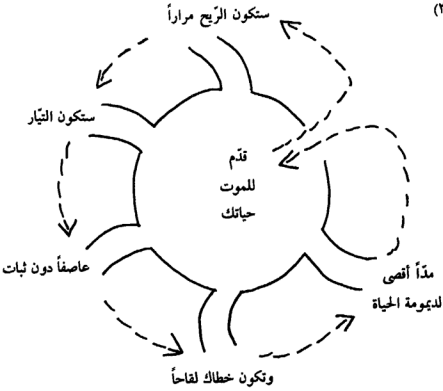 ٢)
ستكون الرّيح مراراً
ستكون التيّار
عاصفاً دون ثبات
وتكون خطاك لقاحاً
مدّاً أقصى
لديمومة الحياة
قدّم
للموت
حياتك